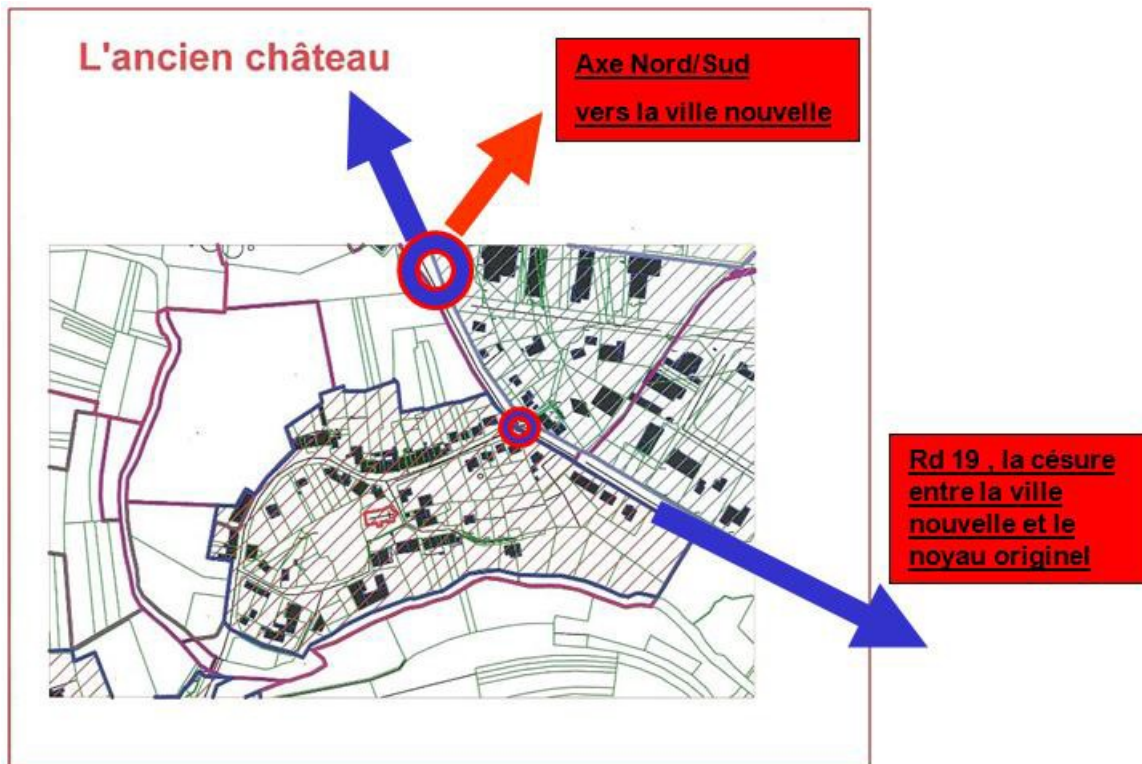 L'ancien château
Axe Nord/Sud
vers la ville nouvelle
Rd 19 , la césure
entre la ville
nouvelle et le
noyau originel